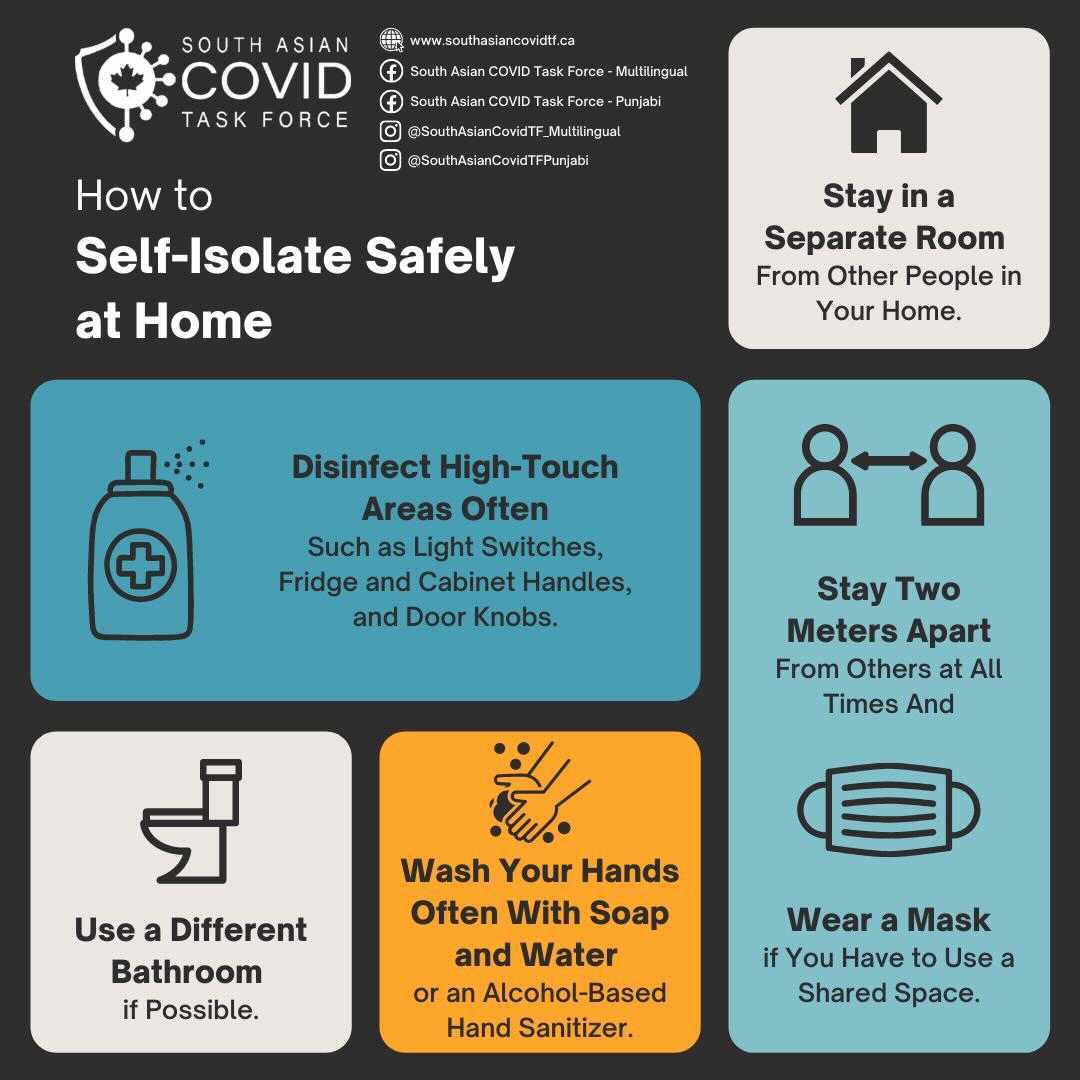 SOUTH ASIAN
COVID
TASK FORCE
www.southasiancovidtf.ca
South Asian COVID Task Force - Multilingual
South Asian COVID Task Force - Punjabi
@SouthAsianCovidTF_Multilingual
@SouthAsianCovidTFPunjabi
How to
Self-Isolate Safely
at Home
Stay in a
Separate Room
From Other People in
Your Home.
Disinfect High-Touch
Areas Often
Such as Light Switches,
Fridge and Cabinet Handles,
and Door Knobs.
Stay Two
Meters Apart
From Others at All
Times And
Wear a Mask
if You Have to Use a
Shared Space.
Use a Different
Bathroom
if Possible.
Wash Your Hands
Often With Soap
and Water
or an Alcohol-Based
Hand Sanitizer.